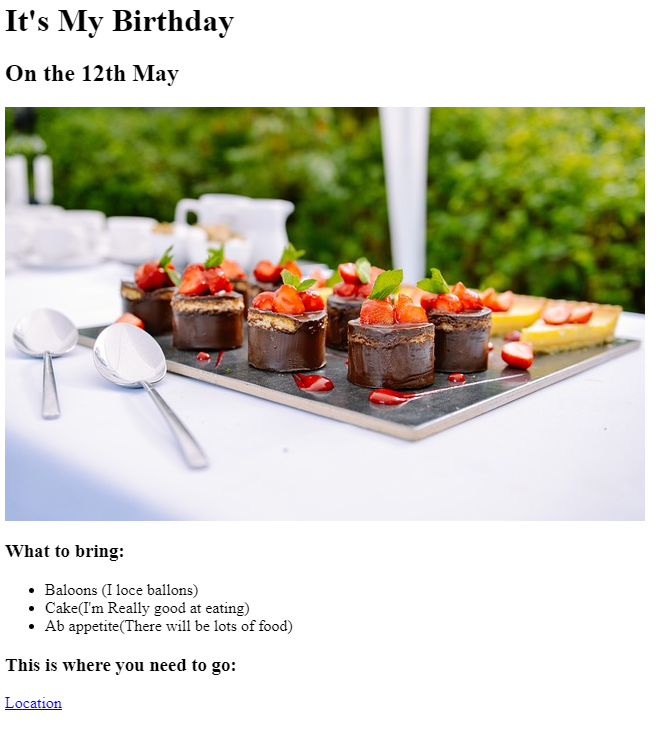 It's My Birthday
On the 12th May
What to bring:
Baloons (I loce ballons)
Cake(I'm Really good at eating)
Ab appetite(There will be lots of food)
This is where you need to go:
Location